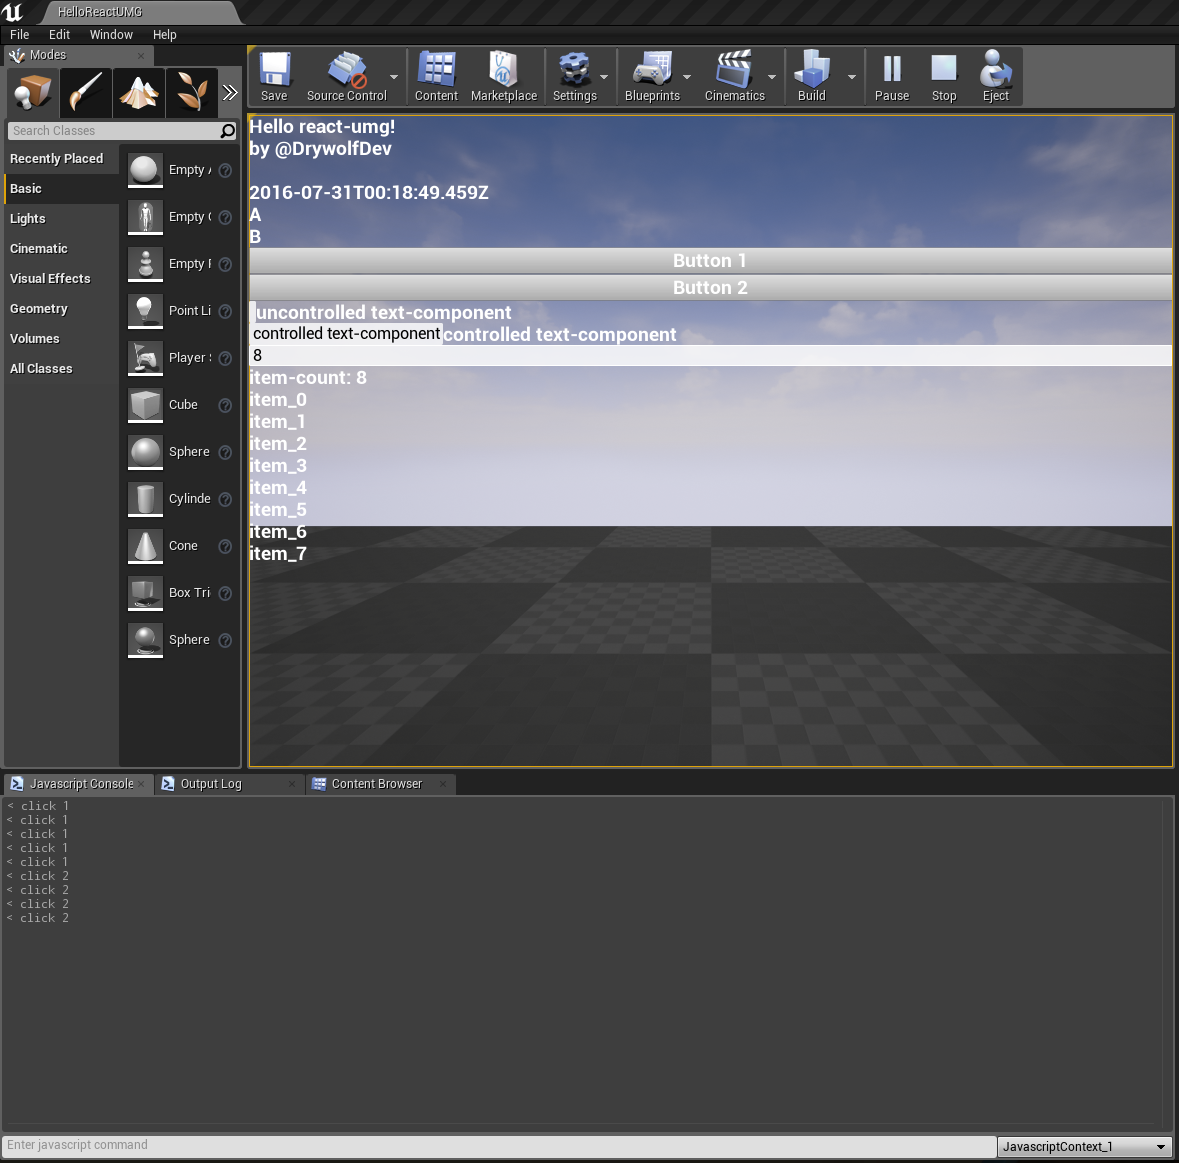 HelloReactUMG
File Edit Window Help
Modes
Save Source Control Content Marketplace Settings Blueprints Cinematics Build Pause Stop Eject
Search Classes
Recently Placed
Basic
Lights
Cinematic
Visual Effects
Geometry
Volumes
All Classes
Empty
Empty
Empty
Point Li
Player
Cube
Sphere
Cylinde
Cone
Box Tri
Sphere
Hello react-umg!
by @DrywolfDev
2016-07-31T00:18:49.459Z
A
B
Button 1
Button 2
uncontrolled text-component
controlled text-component controlled text-component
8
item-count: 8
item_0
item_1
item_2
item_3
item_4
item_5
item_6
item_7
Javascript Console Output Log Content Browser
< click 1
< click 1
< click 1
< click 1
< click 1
< click 2
< click 2
< click 2
< click 2
Enter javascript command JavascriptContext_1